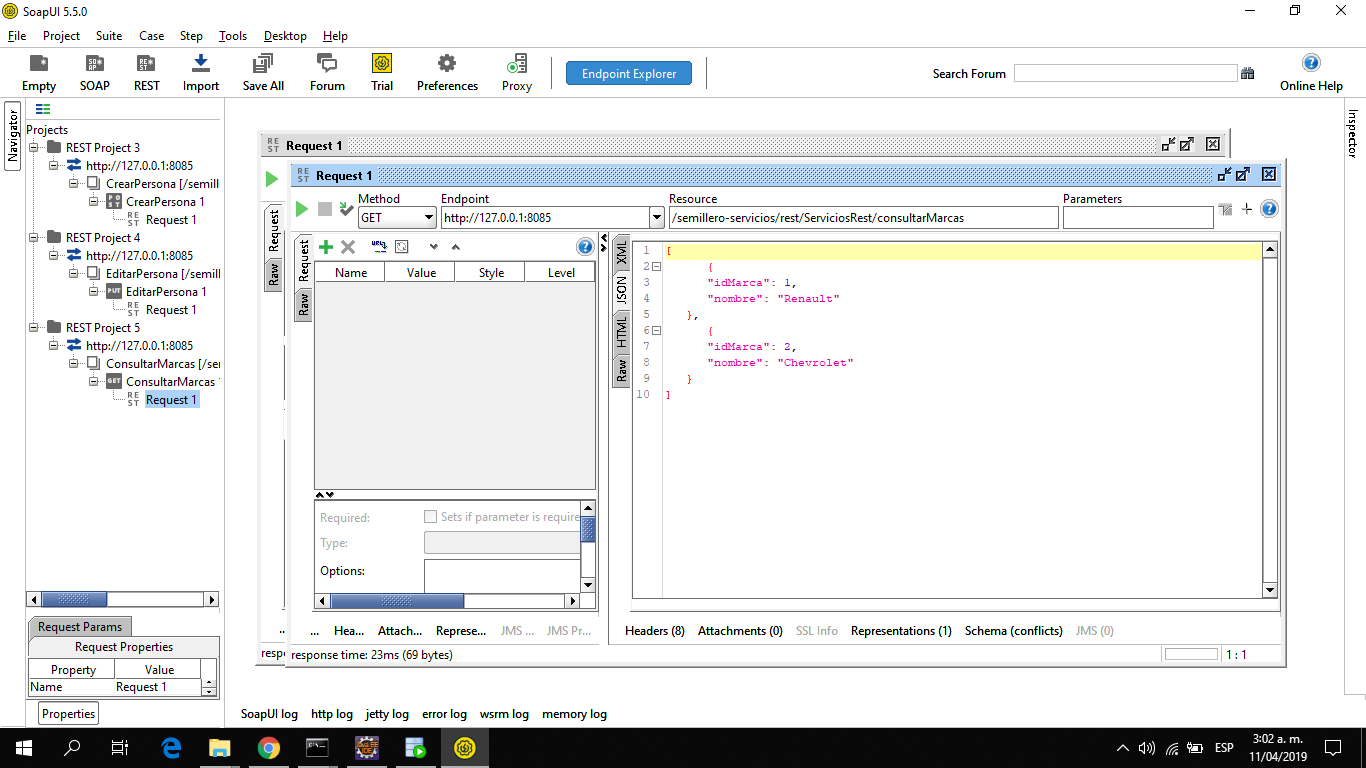 SoapUI 5.5.0
File Project Suite Case Step Tools Desktop Help
Empty SOAP REST Import Save All Forum Trial Preferences Proxy Endpoint Explorer Search Forum Online Help
Navigator
Inspector
Projects
REST Project 3
http://127.0.0.1:8085
CrearPersona [/semill
CrearPersona 1
Request 1
REST Project 4
http://127.0.0.1:8085
EditarPersona [/semill
EditarPersona 1
Request 1
REST Project 5
http://127.0.0.1:8085
ConsultarMarcas [/se
ConsultarMarcas
Request 1
Request Params
Request Properties
Property Value
Name Request 1
Properties
Request 1
Request
Raw
resp
Request 1
Method Endpoint Resource Parameters
GET http://127.0.0.1:8085 /semillero-servicios/rest/ServiciosRest/consultarMarcas
Request
Raw
Name Value Style Level
Required: Sets if parameter is require
Type:
Options:
... Hea... Attach... Represe... JMS ... JMS Pr...
XML
JSON
HTML
Raw
1 [
2 {
3 "idMarca": 1,
4 "nombre": "Renault"
5 },
6 {
7 "idMarca": 2,
8 "nombre": "Chevrolet"
9 }
10 ]
Headers (8) Attachments (0) SSL Info Representations (1) Schema (conflicts) JMS (0)
response time: 23ms (69 bytes) 1 : 1
SoapUI log http log jetty log error log wsrm log memory log
ESP
3:02 a. m.
11/04/2019